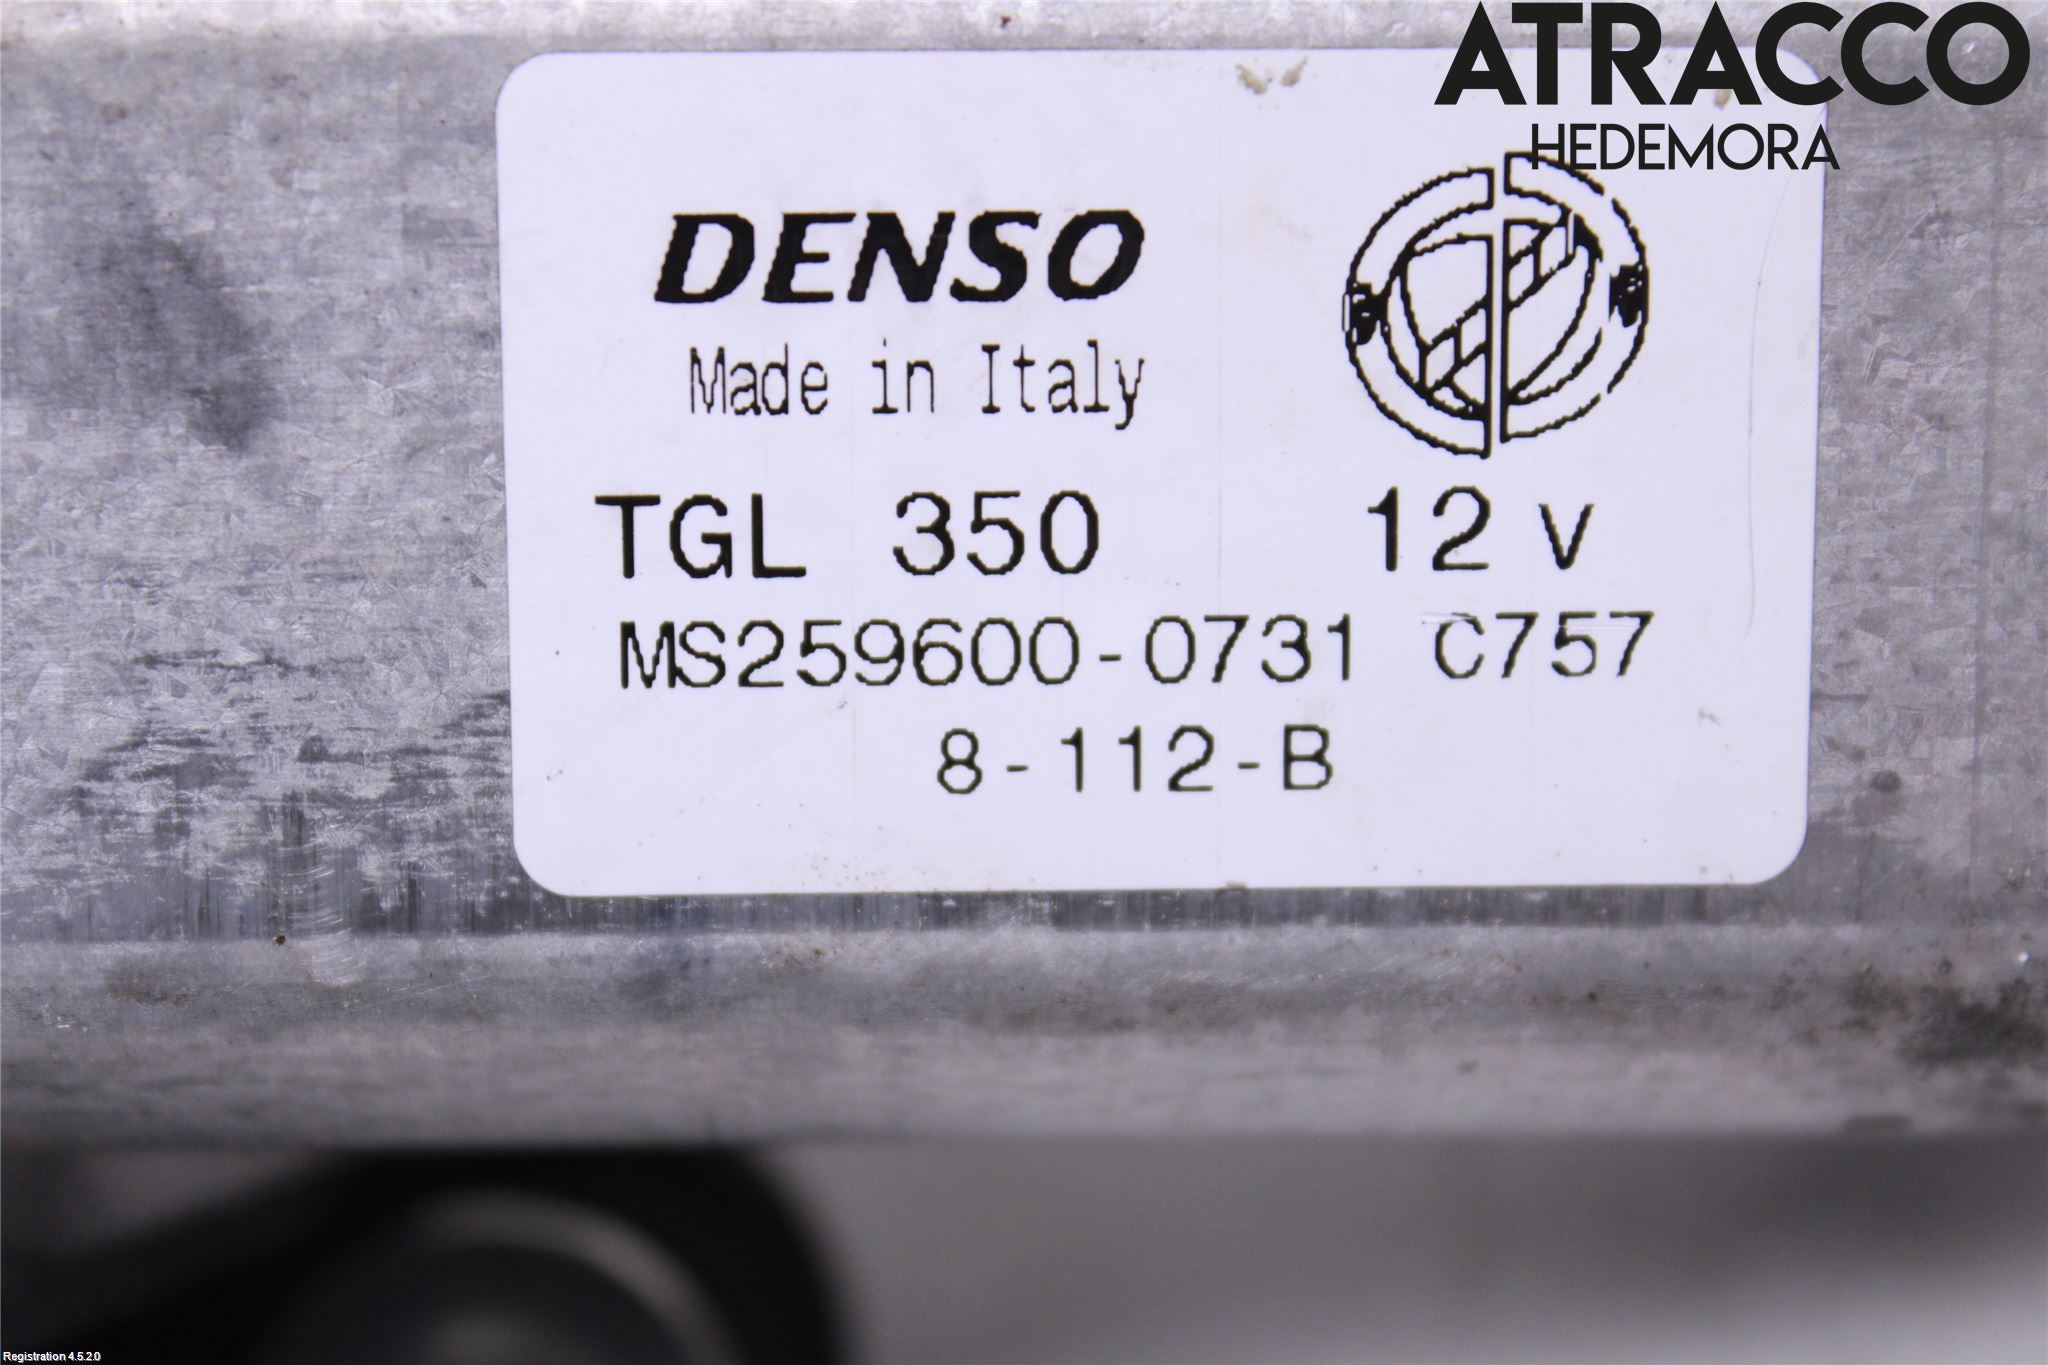 ATRACCO
HEDEMORA
DENSO
Made in Italy
TGL 350 12 V
MS259600-0731 C757
8-112-B
Registration 4.5.2.0